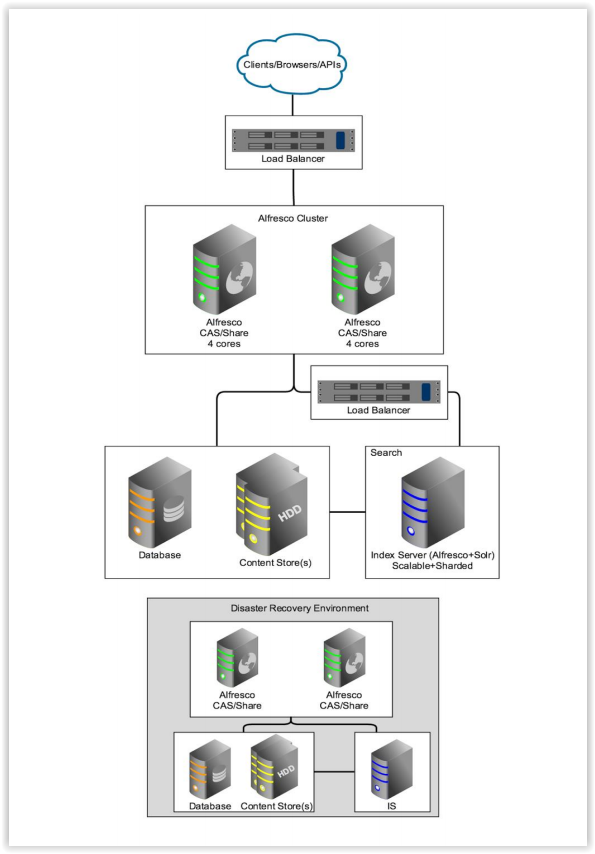 Clients/Browsers/APIs
Load Balancer
Alfresco Cluster
Alfresco
CAS/Share
4 cores
Alfresco
CAS/Share
4 cores
Load Balancer
Database
HDD
Content Store(s)
Search
Index Server (Alfresco+Solr)
Scalable+Sharded
Disaster Recovery Environment
Alfresco
CAS/Share
Alfresco
CAS/Share
Database
HDD
Content Store(s)
IS